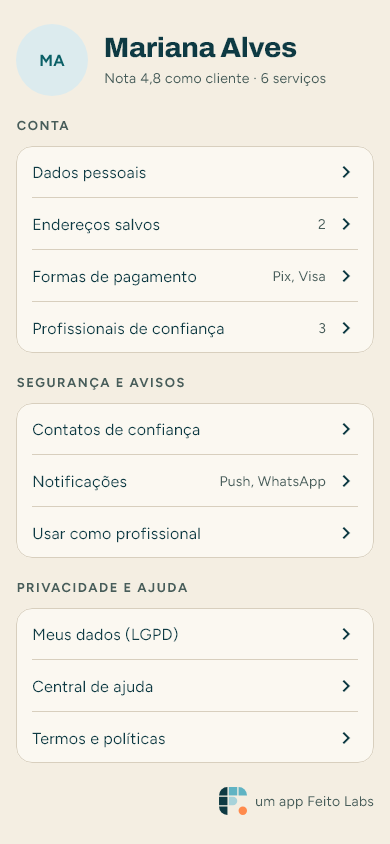 MA
Mariana Alves
Nota 4,8 como cliente · 6 serviços
CONTA
Dados pessoais
Endereços salvos 2
Formas de pagamento Pix, Visa
Profissionais de confiança 3
SEGURANÇA E AVISOS
Contatos de confiança
Notificações Push, WhatsApp
Usar como profissional
PRIVACIDADE E AJUDA
Meus dados (LGPD)
Central de ajuda
Termos e políticas
um app Feito Labs